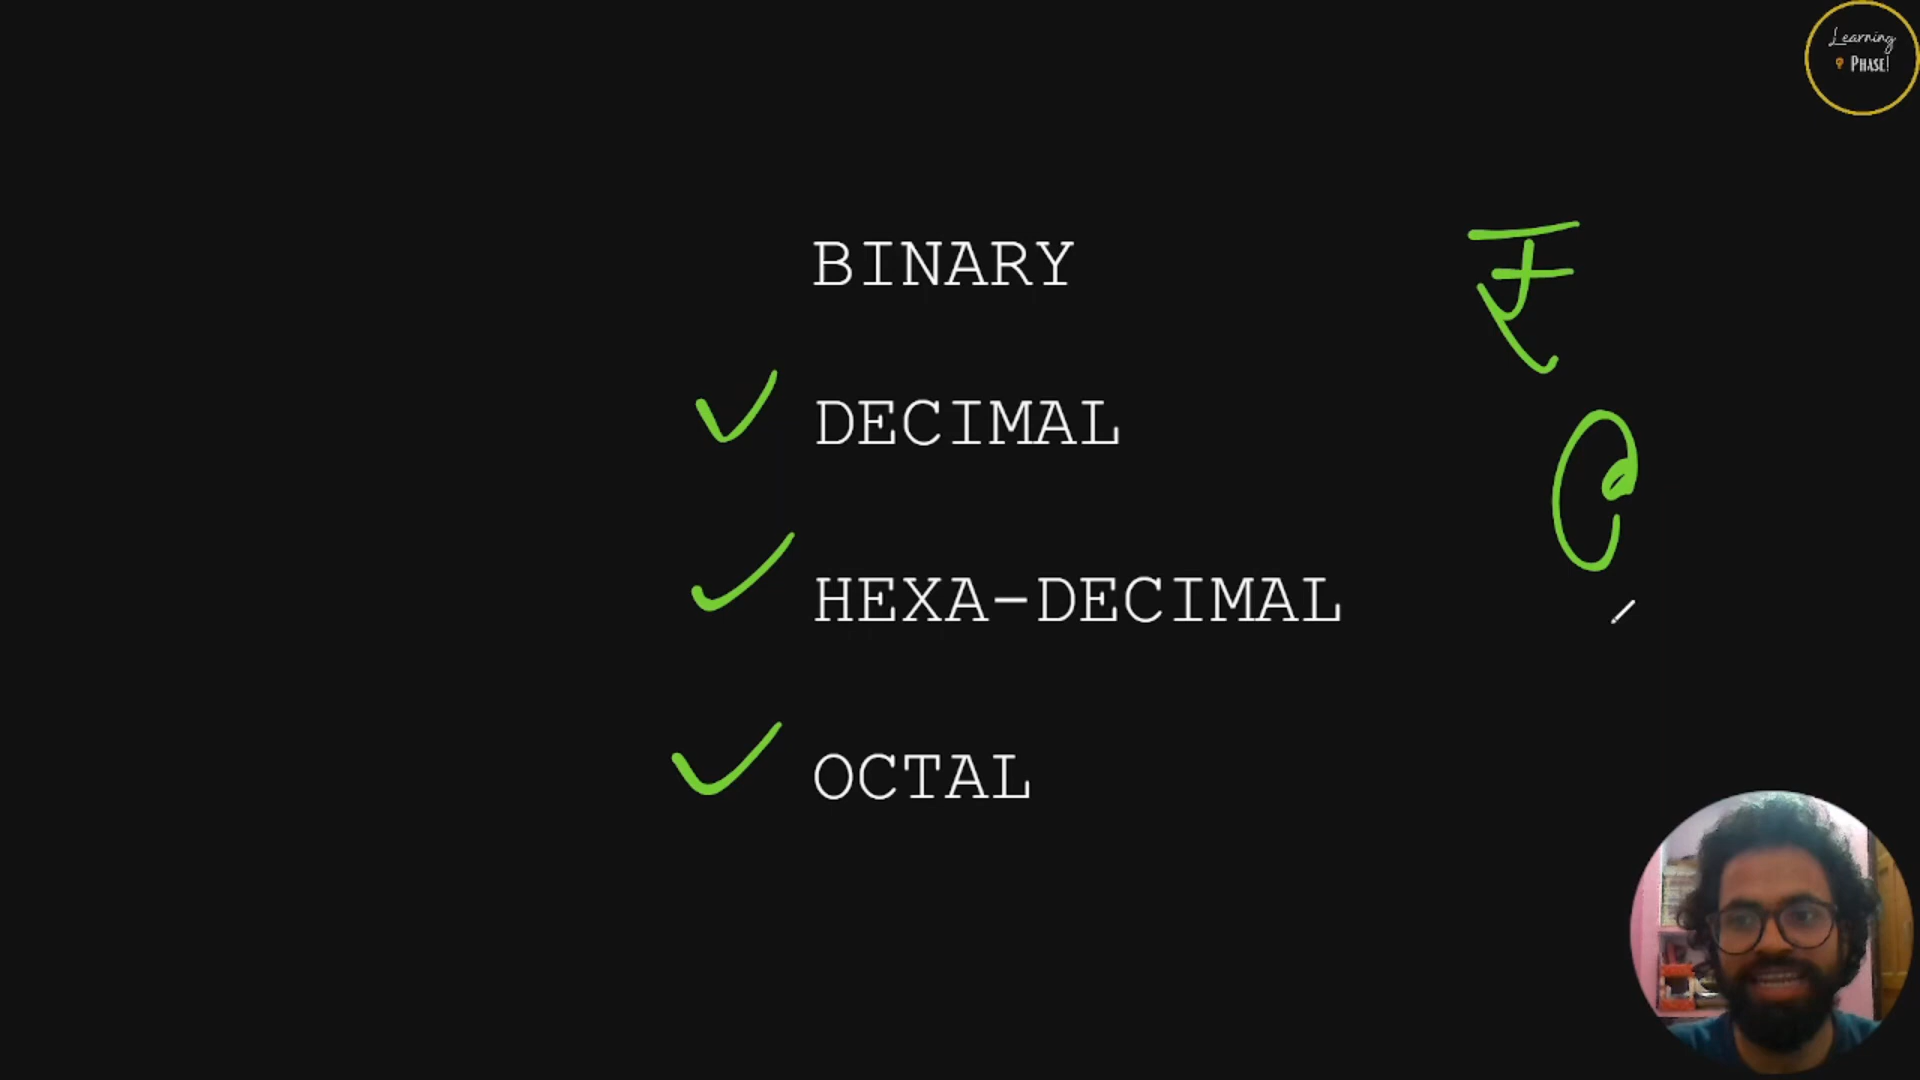 Learning
PHASE!
BINARY
₹
DECIMAL
HEXA-DECIMAL
OCTAL